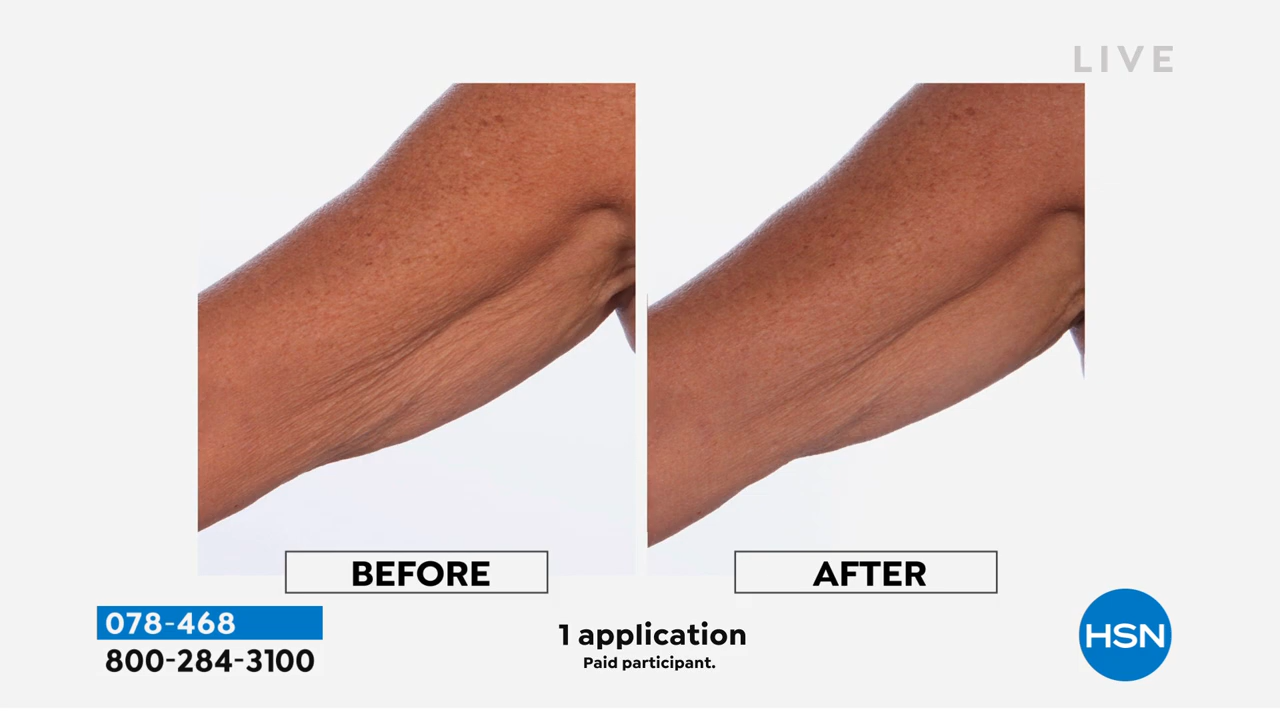 LIVE
BEFORE
AFTER
078-468
800-284-3100
1 application
Paid participant.
HSN